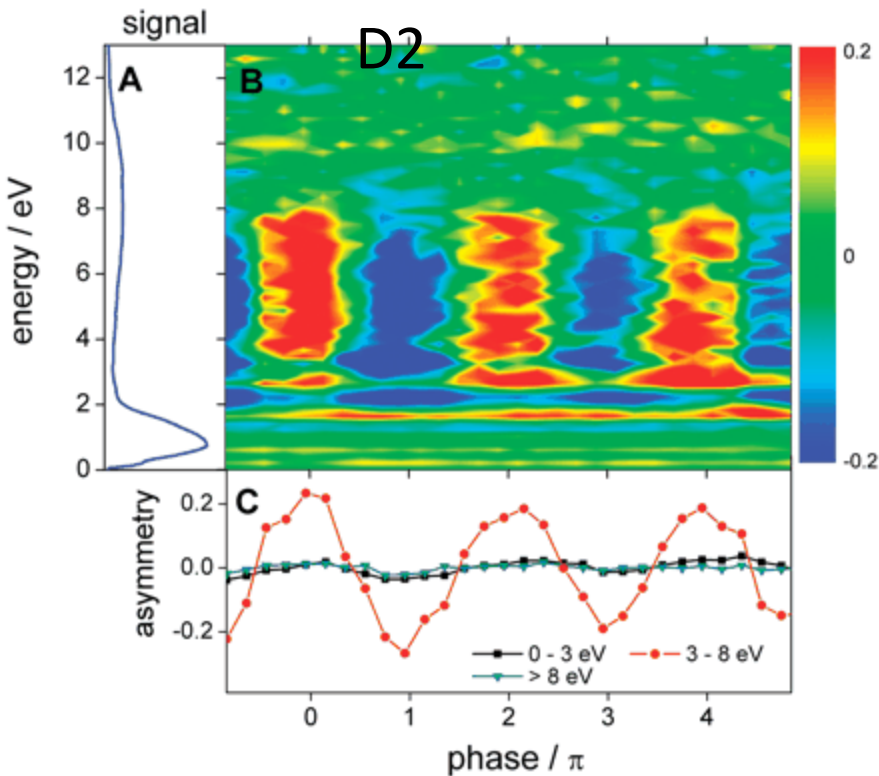 signal
D2
A
B
12
10
8
6
4
2
0
energy / eV
0.2
0
-0.2
C
0.2
0.0
-0.2
asymmetry
0 - 3 eV
3 - 8 eV
> 8 eV
0 1 2 3 4
phase / π